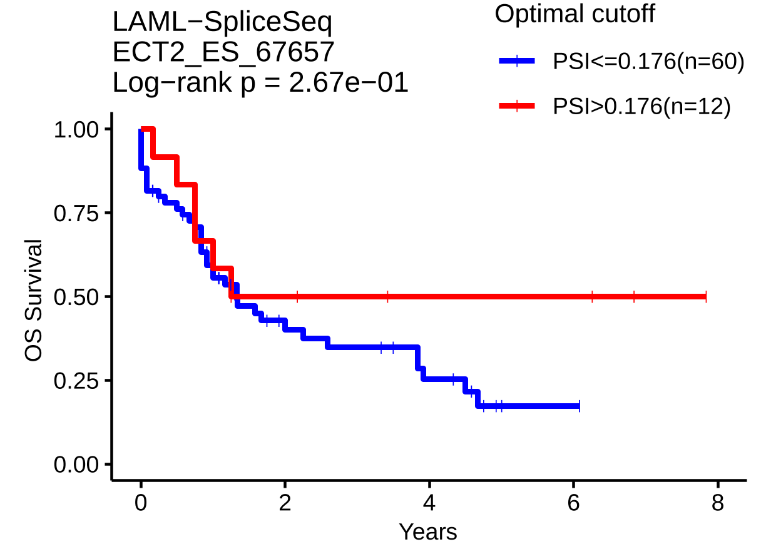 LAML−SpliceSeq
ECT2_ES_67657
Log−rank p = 2.67e−01
Optimal cutoff
PSI<=0.176(n=60)
PSI>0.176(n=12)
OS Survival
1.00
0.75
0.50
0.25
0.00
0 2 4 6 8
Years